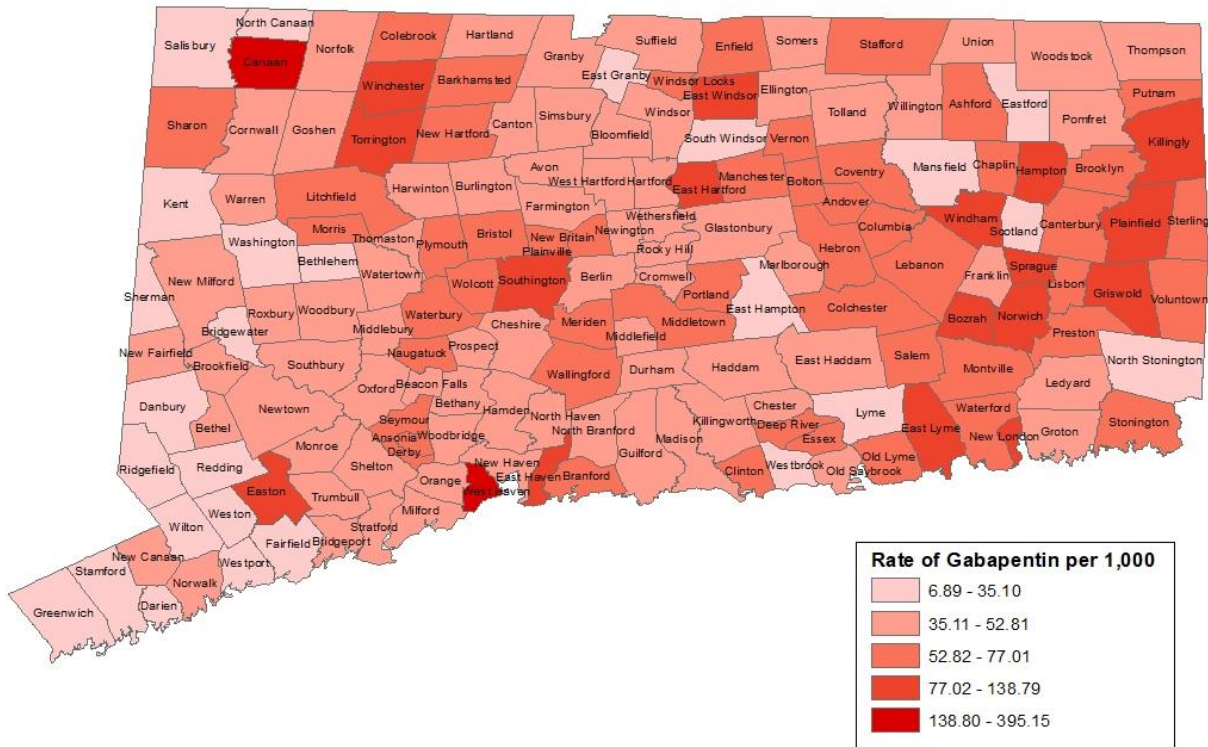 North Canaan
Salisbury
Canaan
Norfolk
Colebrook
Hartland
Granby
Suffield
East Granby
Enfield
Somers
Stafford
Union
Woodstock
Thompson
Winchester
Barkhamsted
Windsor Locks
East Windsor
Ellington
Windsor
Tolland
Willington
Ashford
Eastford
Pomfret
Putnam
Killingly
Sharon
Cornwall
Goshen
Torrington
New Hartford
Canton
Simsbury
Bloomfield
South Windsor
Vernon
Mansfield
Chaplin
Hampton
Brooklyn
Kent
Warren
Litchfield
Harwinton
Burlington
Avon
West Hartford
Hartford
East Hartford
Manchester
Bolton
Coventry
Andover
Columbia
Windham
Scotland
Canterbury
Plainfield
Sterling
Farmington
Wethersfield
Newington
Rocky Hill
Glastonbury
Hebron
Washington
Morris
Bethlehem
Thomaston
Watertown
Plymouth
Bristol
New Britain
Plainville
Southington
Berlin
Cromwell
Portland
Marlborough
East Hampton
Lebanon
Franklin
Sprague
Lisbon
Griswold
Voluntown
Colchester
Bozrah
Norwich
Preston
North Stonington
Sherman
New Milford
Bridgewater
Roxbury
Woodbury
Middlebury
Waterbury
Wolcott
Cheshire
Meriden
Middlefield
Middletown
New Fairfield
Brookfield
Southbury
Naugatuck
Prospect
Wallingford
Durham
Haddam
East Haddam
Salem
Montville
Ledyard
Danbury
Bethel
Newtown
Oxford
Beacon Falls
Bethany
Hamden
North Haven
North Branford
Guilford
Madison
Killingworth
Chester
Deep River
Essex
Lyme
East Lyme
Waterford
New London
Groton
Stonington
Ridgefield
Redding
Monroe
Seymour
Ansonia
Derby
Woodbridge
Shelton
Orange
New Haven
East Haven
West Haven
Branford
Clinton
Westbrook
Old Saybrook
Old Lyme
Easton
Weston
Wilton
Trumbull
Milford
Stratford
Bridgeport
Fairfield
Westport
New Canaan
Stamford
Norwalk
Darien
Greenwich
Rate of Gabapentin per 1,000
6.89 - 35.10
35.11 - 52.81
52.82 - 77.01
77.02 - 138.79
138.80 - 395.15